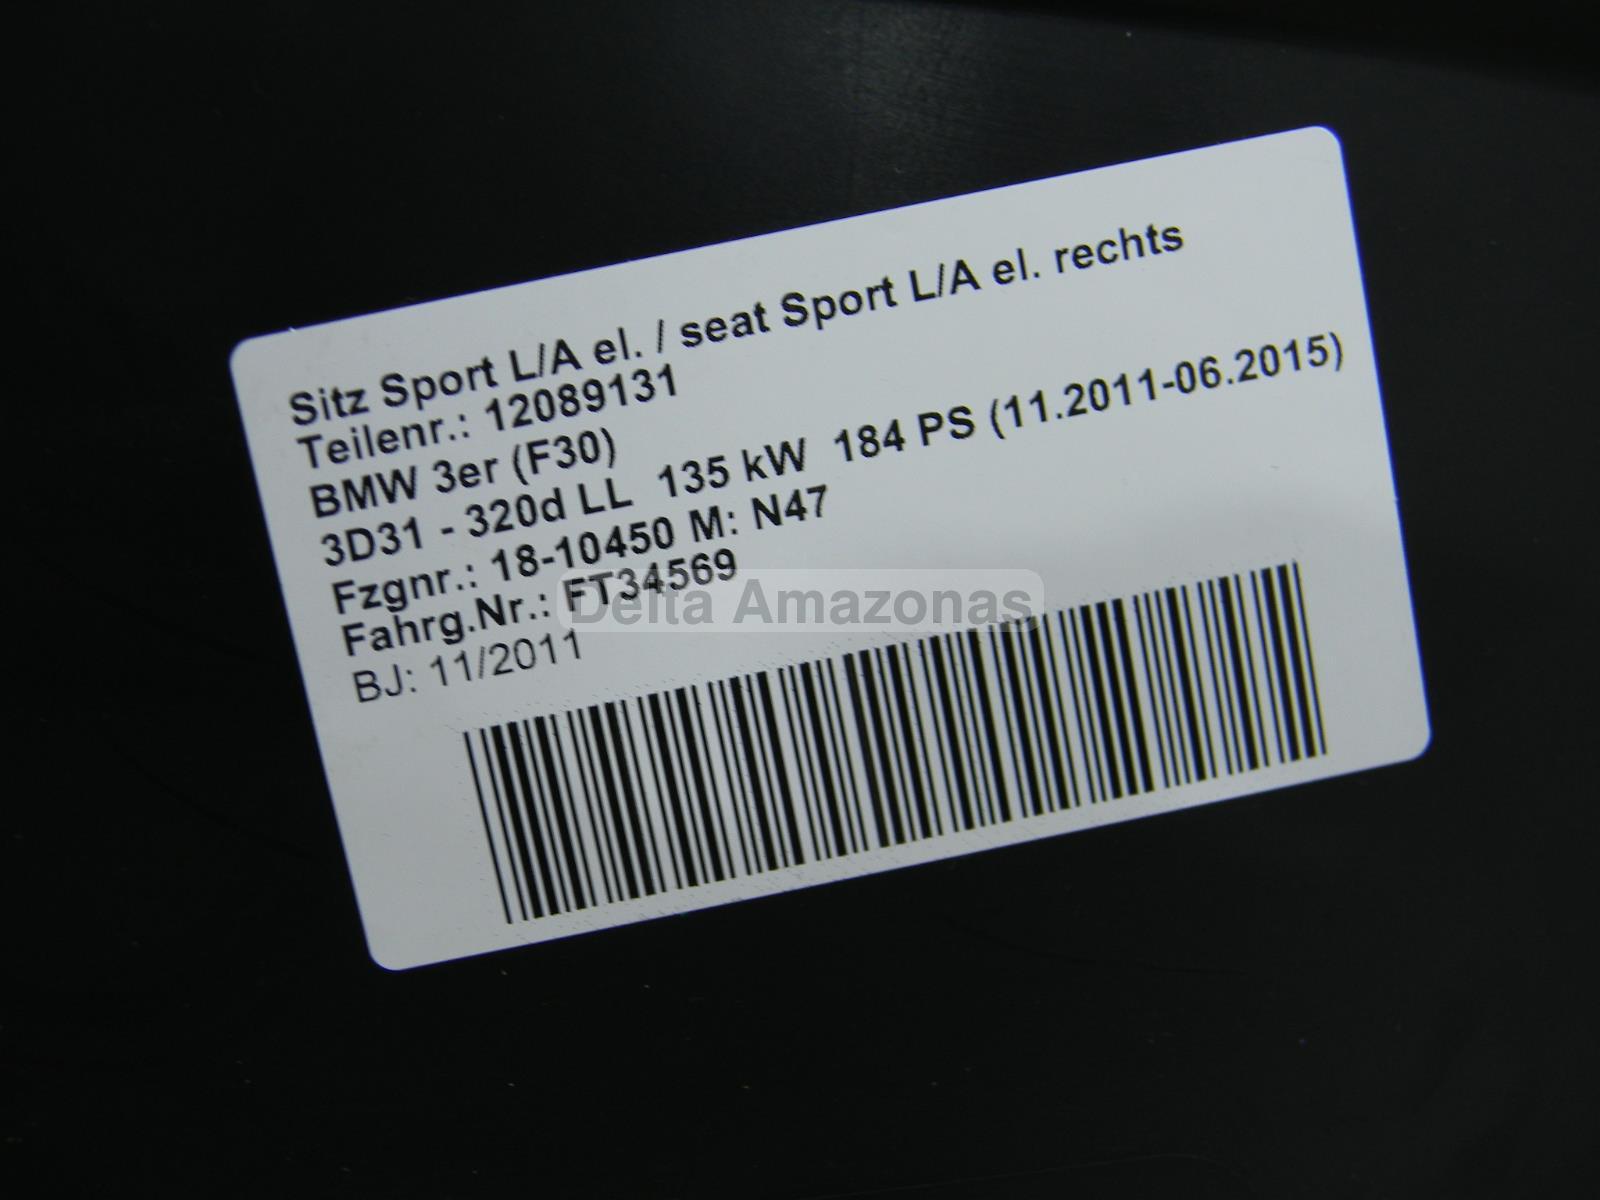 Sitz Sport L/A el. / seat Sport L/A el. rechts
Teilenr.: 12089131
BMW 3er (F30)
3D31 - 320d LL  135 kW  184 PS (11.2011-06.2015)
Fzgnr.: 18-10450 M: N47
Fahrg.Nr.: FT34569
BJ: 11/2011
Delta Amazonas